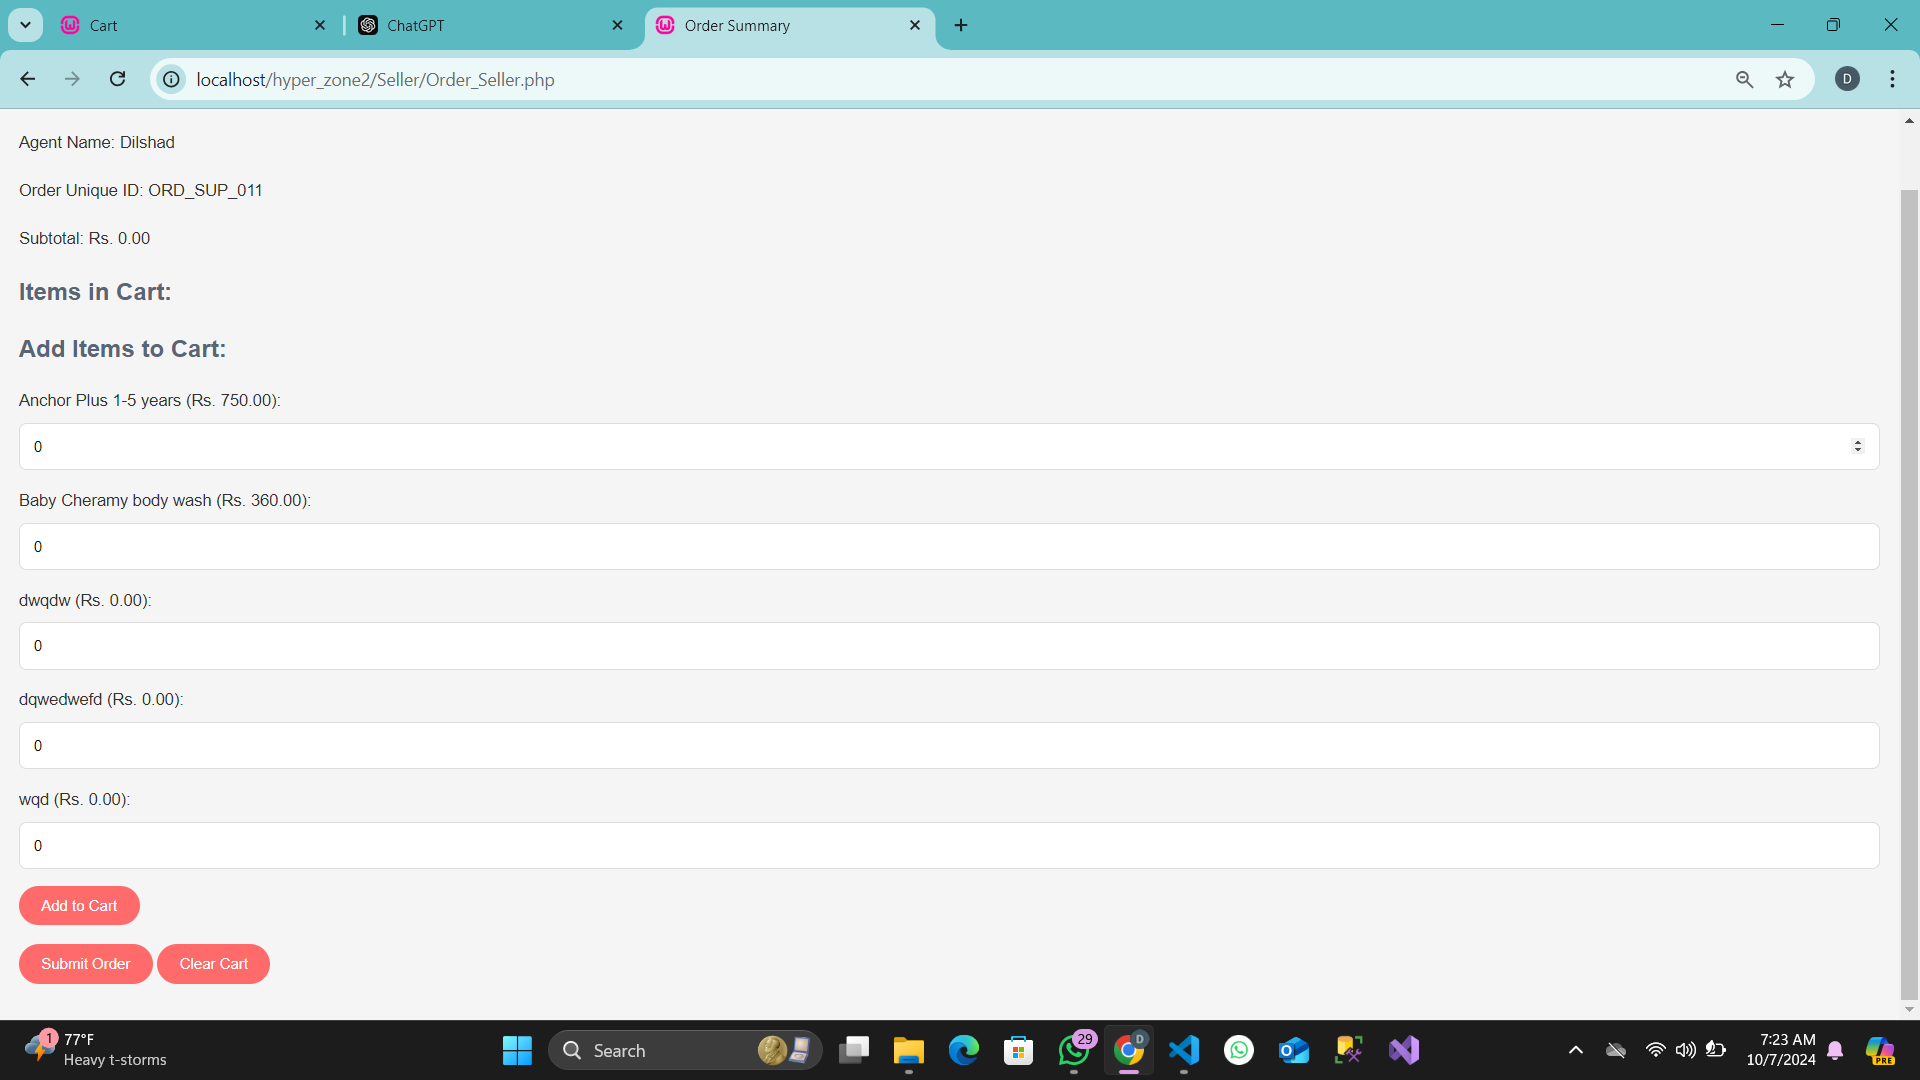 Cart
ChatGPT
Order Summary
localhost/hyper_zone2/Seller/Order_Seller.php
D
Agent Name: Dilshad
Order Unique ID: ORD_SUP_011
Subtotal: Rs. 0.00
Items in Cart:
Add Items to Cart:
Anchor Plus 1-5 years (Rs. 750.00):
0
Baby Cheramy body wash (Rs. 360.00):
0
dwqdw (Rs. 0.00):
0
dqwedwefd (Rs. 0.00):
0
wqd (Rs. 0.00):
0
Add to Cart
Submit Order Clear Cart
1
77°F
Heavy t-storms
Search
29
D
7:23 AM
10/7/2024
PRE